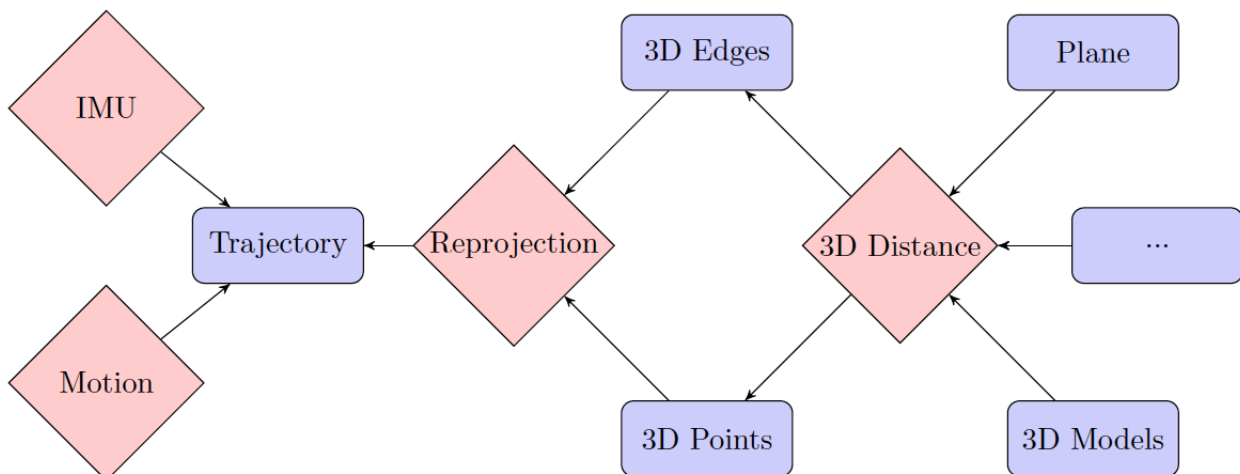 3D Edges
Plane
IMU
Trajectory
Reprojection
3D Distance
...
Motion
3D Points
3D Models